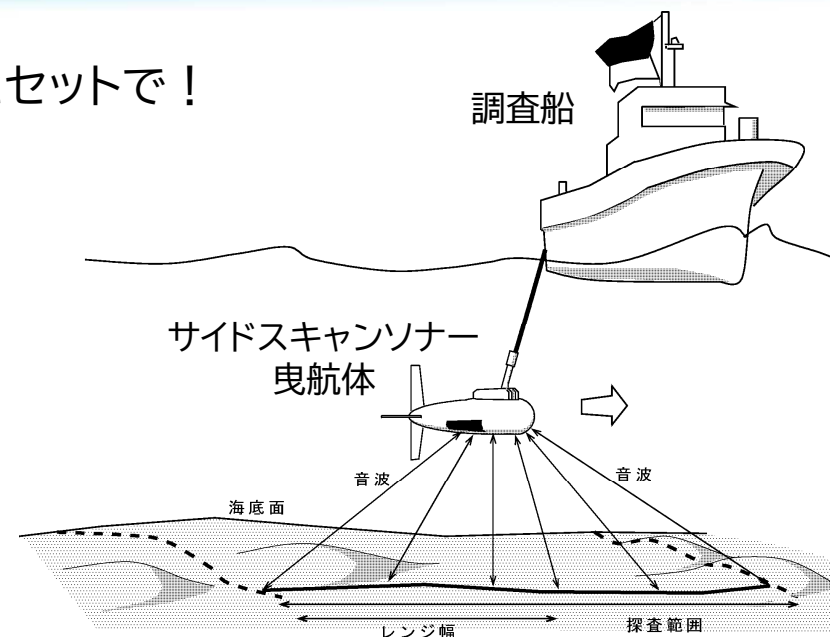 セットで！
調査船
サイドスキャンソナー
曳航体
音波
音波
海底面
レンジ幅
探査範囲